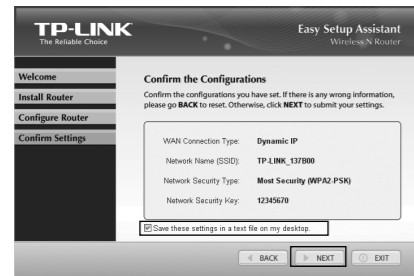 TP-LINK
The Reliable Choice
Easy Setup Assistant
Wireless N Router
Welcome
Install Router
Configure Router
Confirm Settings
Confirm the Configurations
Confirm the configurations you have set. If there is any wrong information,
please go BACK to reset. Otherwise, click NEXT to submit your settings.
WAN Connection Type: Dynamic IP
Network Name (SSID): TP-LINK_137B00
Network Security Type: Most Security (WPA2-PSK)
Network Security Key: 12345670
Save these settings in a text file on my desktop.
BACK NEXT EXIT